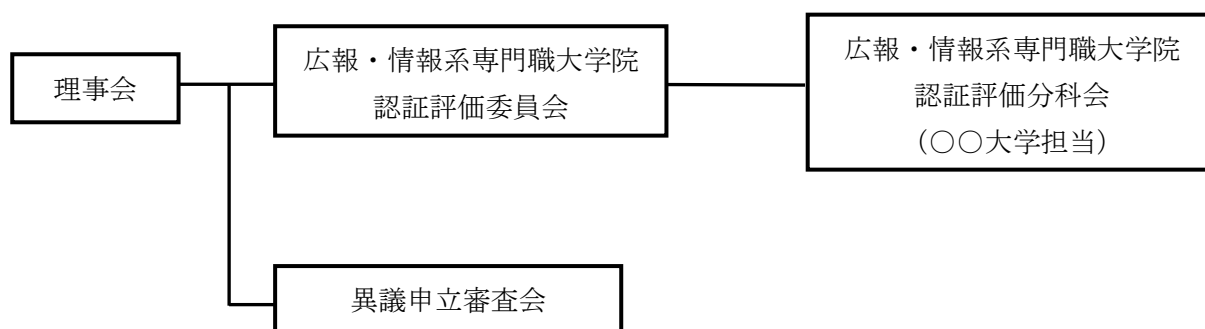 理事会
広報・情報系専門職大学院
認証評価委員会
広報・情報系専門職大学院
認証評価分科会
（○○大学担当）
異議申立審査会